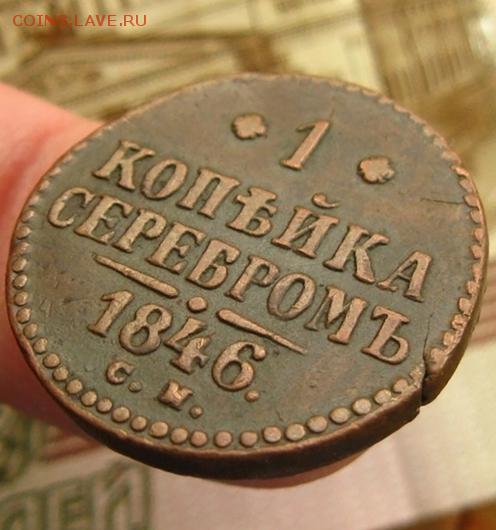 COINS.LAVE.RU
1
КОПѢЙКА
СЕРЕБРОМЪ
1846.
С. М.